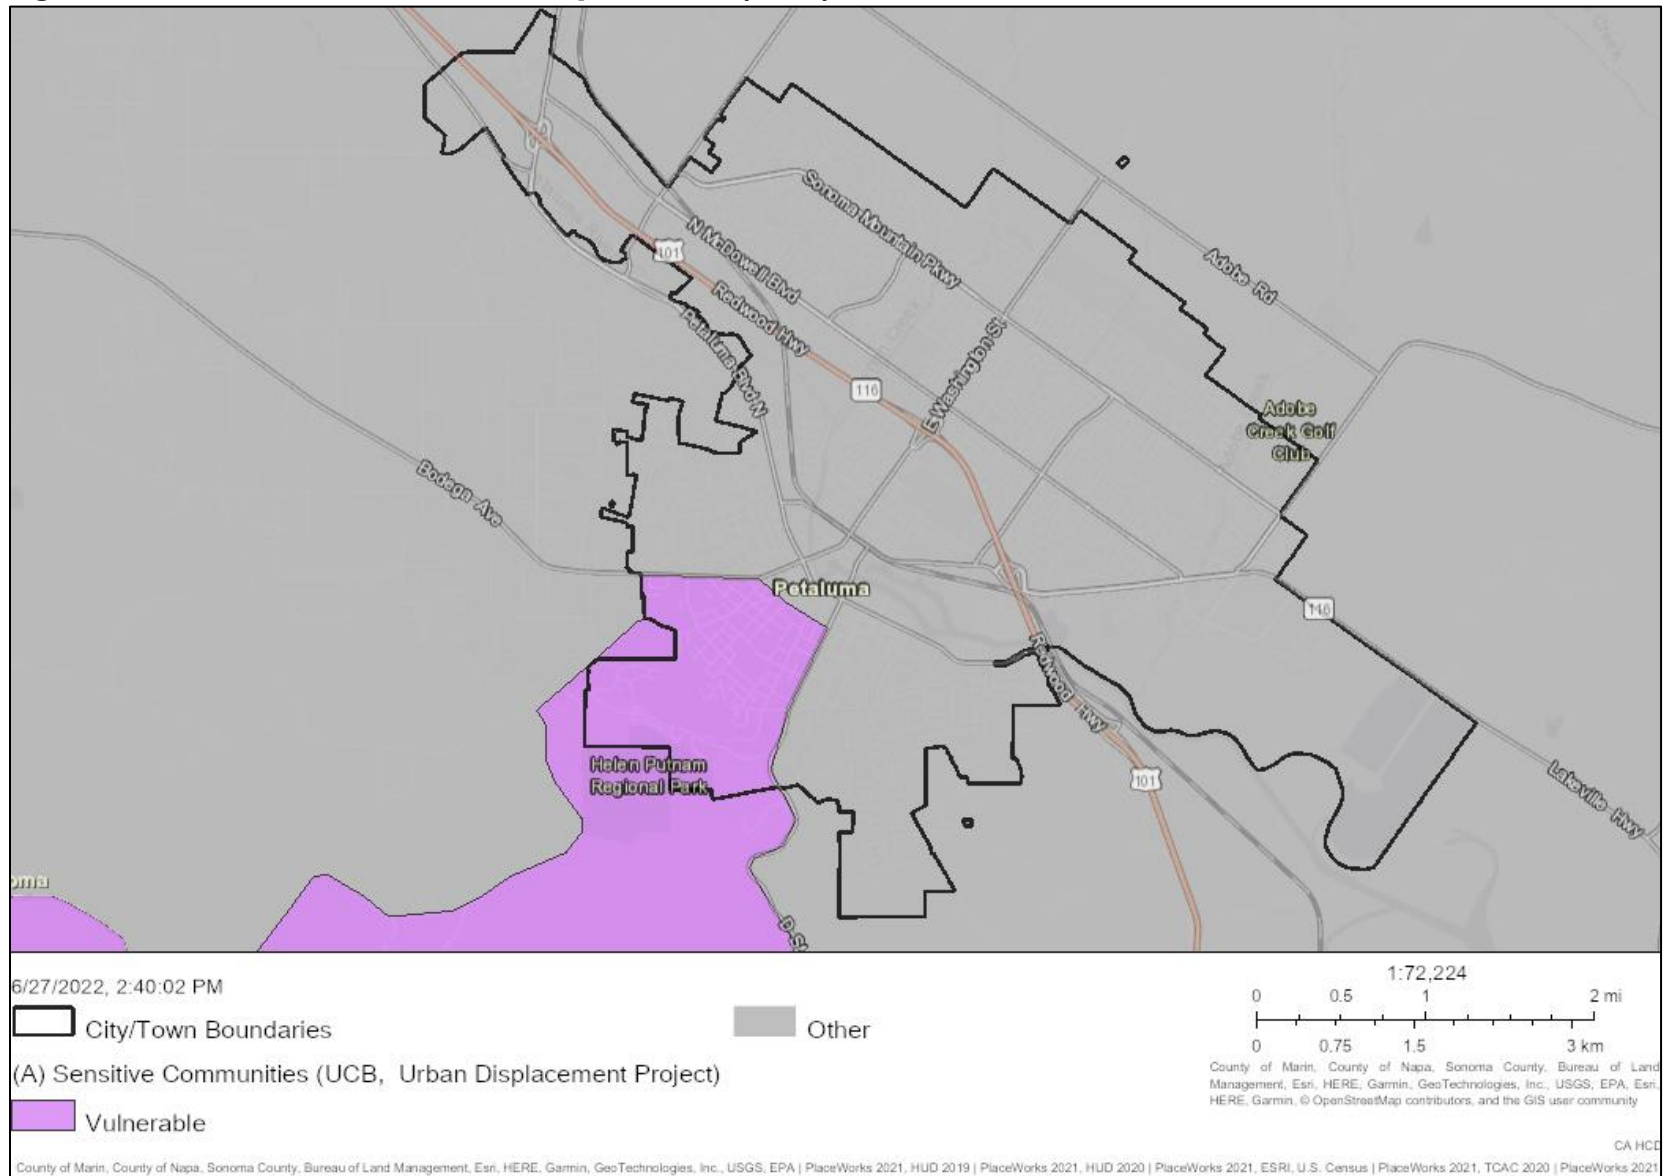 Sonoma Mountain Pkwy
N McDowell Blvd
101
Redwood Hwy
Adobe Rd
Petaluma Blvd N
116
E Washington St
Adobe
Creek Golf
Club
Bodega Ave
Petaluma
116
Redwood Hwy
Helen Putnam
Regional Park
101
Lakeville Hwy
oma
D St
6/27/2022, 2:40:02 PM
City/Town Boundaries
Other
(A) Sensitive Communities (UCB, Urban Displacement Project)
Vulnerable
1:72,224
0 0.5 1 2 mi
0 0.75 1.5 3 km
County of Marin, County of Napa, Sonoma County, Bureau of Land
Management, Esri, HERE, Garmin, GeoTechnologies, Inc., USGS, EPA, Esri,
HERE, Garmin, © OpenStreetMap contributors, and the GIS user community
CA HCD
County of Marin, County of Napa, Sonoma County, Bureau of Land Management, Esri, HERE, Garmin, GeoTechnologies, Inc., USGS, EPA | PlaceWorks 2021, HUD 2019 | PlaceWorks 2021, HUD 2020 | PlaceWorks 2021, ESRI, U.S. Census | PlaceWorks 2021, TCAC 2020 | PlaceWorks 2021